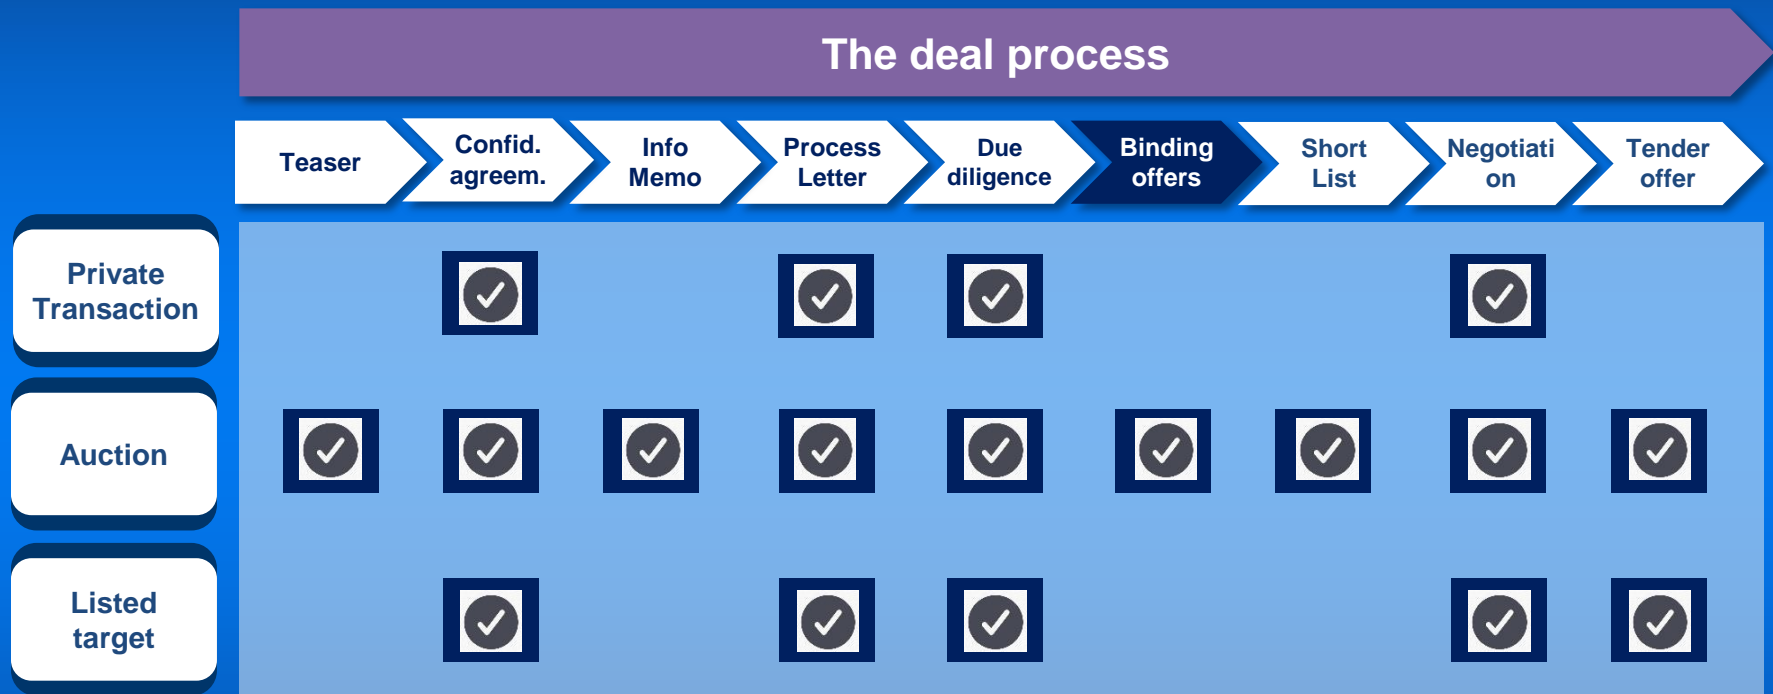 The deal process
Teaser
Confid.
agreem.
Info
Memo
Process
Letter
Due
diligence
Binding
offers
Short
List
Negotiati
on
Tender
offer
Private
Transaction
Auction
Listed
target